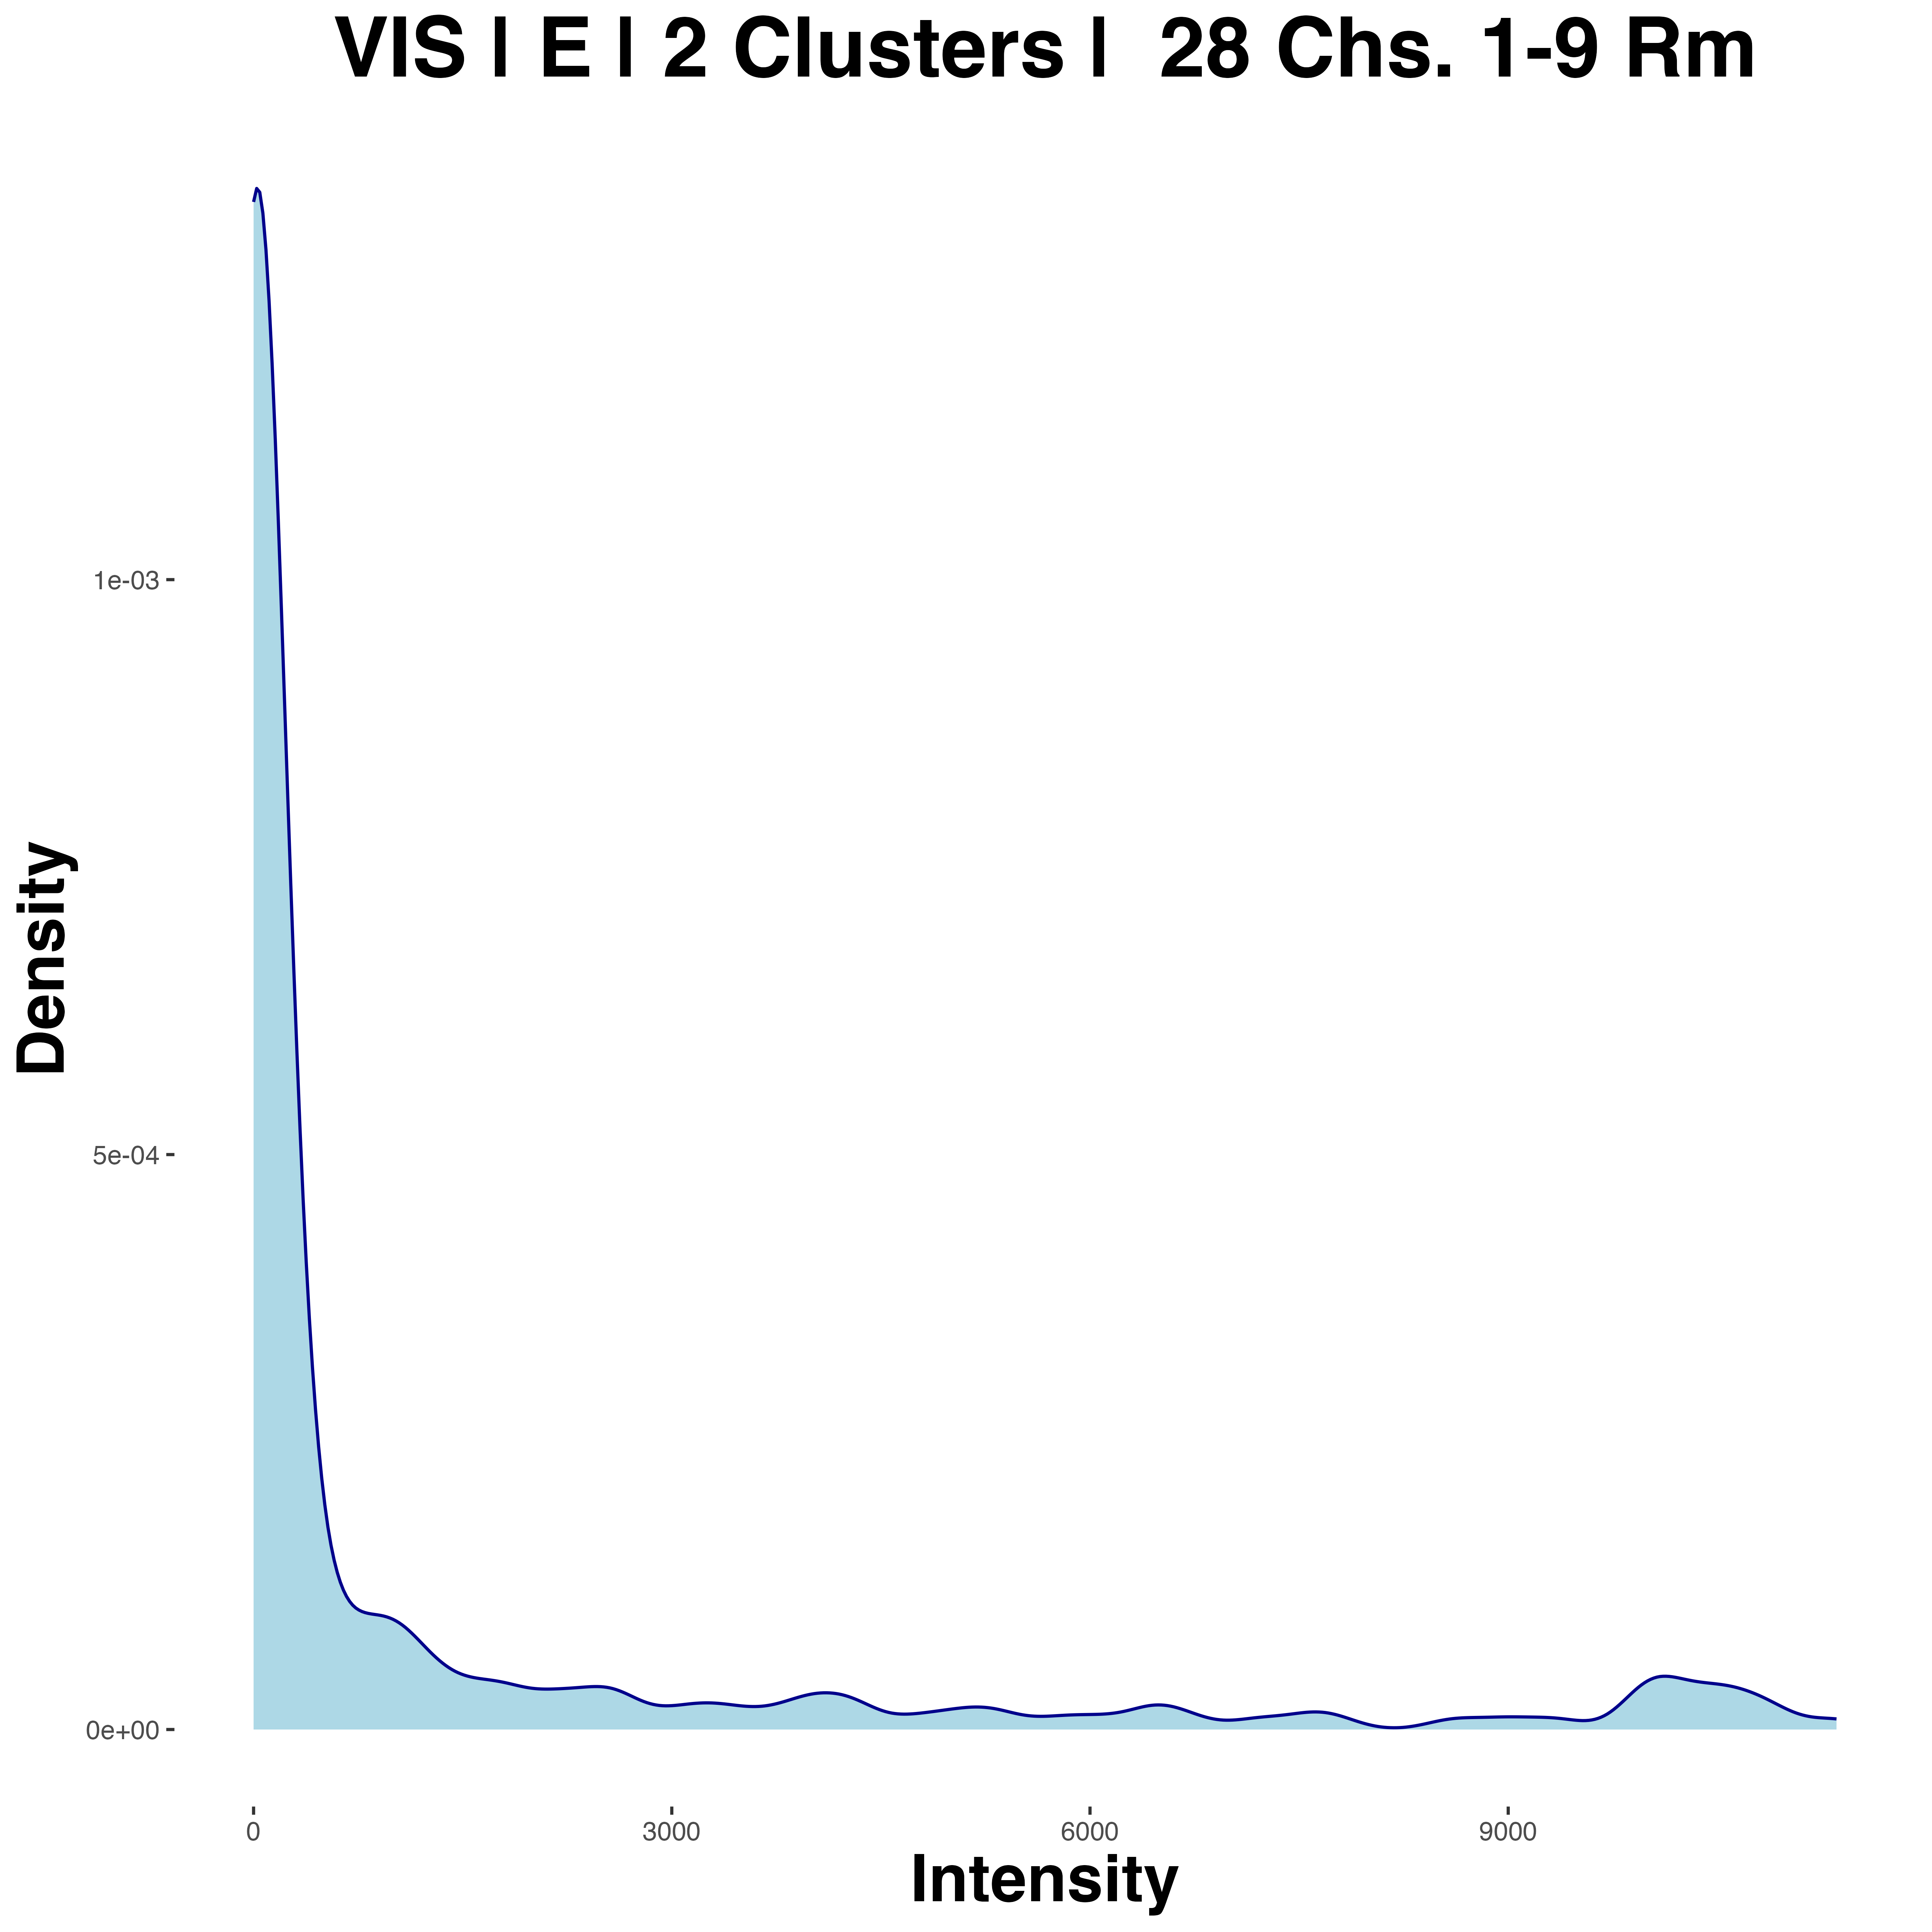 VIS | E | 2 Clusters |  28 Chs. 1-9 Rm
1e-03
Density
5e-04
0e+00
0 3000 6000 9000
Intensity